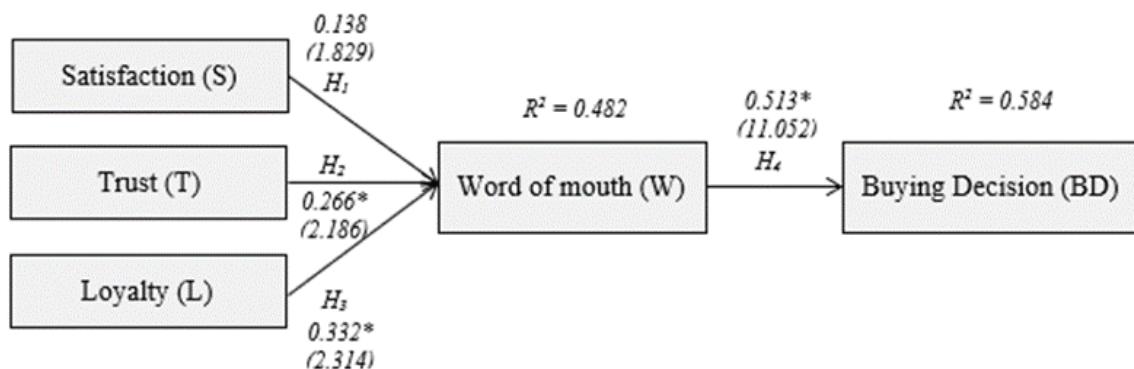 0.138
(1.829)
Satisfaction (S)
H₁
R² = 0.482
0.513*
(11.052)
R² = 0.584
H₂
Trust (T)
Word of mouth (W)
H₄
Buying Decision (BD)
0.266*
(2.186)
Loyalty (L)
H₃
0.332*
(2.314)